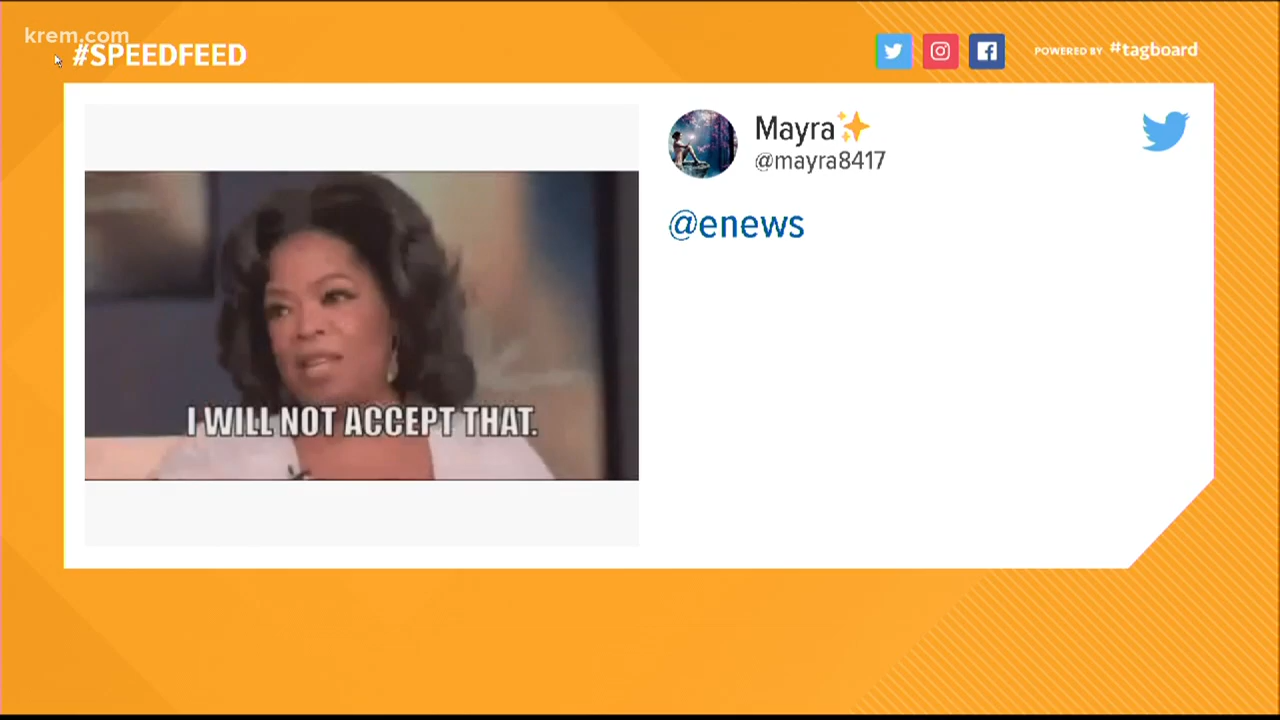 krem.com
#SPEEDFEED
POWERED BY #tagboard
Mayra✨
@mayra8417
@enews
I WILL NOT ACCEPT THAT.